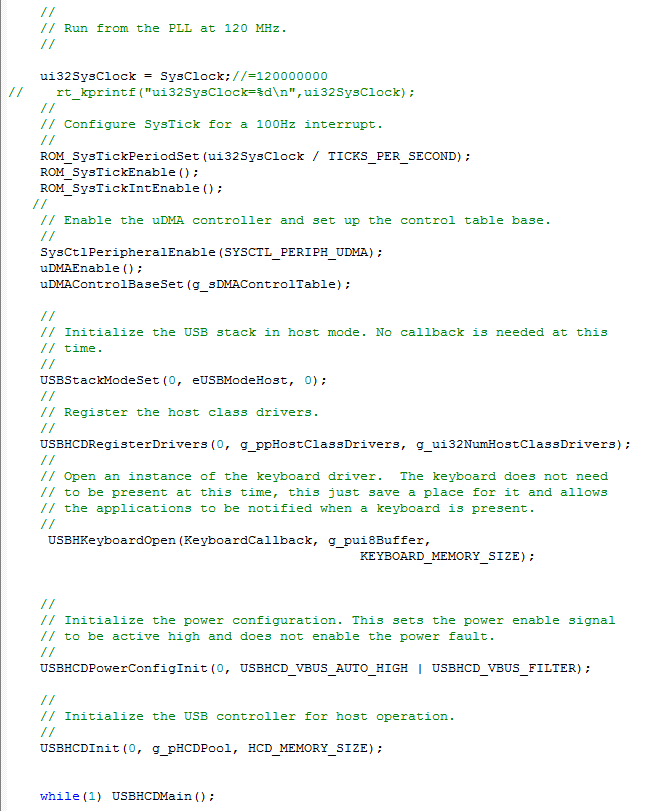 //
// Run from the PLL at 120 MHz.
//
ui32SysClock = SysClock;//=120000000
//    rt_kprintf("ui32SysClock=%d\n",ui32SysClock);
//
// Configure SysTick for a 100Hz interrupt.
//
ROM_SysTickPeriodSet(ui32SysClock / TICKS_PER_SECOND);
ROM_SysTickEnable();
ROM_SysTickIntEnable();
//
// Enable the uDMA controller and set up the control table base.
//
SysCtlPeripheralEnable(SYSCTL_PERIPH_UDMA);
uDMAEnable();
uDMAControlBaseSet(g_sDMAControlTable);
//
// Initialize the USB stack in host mode. No callback is needed at this
// time.
//
USBStackModeSet(0, eUSBModeHost, 0);
//
// Register the host class drivers.
//
USBHCDRegisterDrivers(0, g_ppHostClassDrivers, g_ui32NumHostClassDrivers);
//
// Open an instance of the keyboard driver.  The keyboard does not need
// to be present at this time, this just save a place for it and allows
// the applications to be notified when a keyboard is present.
//
USBHKeyboardOpen(KeyboardCallback, g_pui8Buffer,
KEYBOARD_MEMORY_SIZE);
//
// Initialize the power configuration. This sets the power enable signal
// to be active high and does not enable the power fault.
//
USBHCDPowerConfigInit(0, USBHCD_VBUS_AUTO_HIGH | USBHCD_VBUS_FILTER);
//
// Initialize the USB controller for host operation.
//
USBHCDInit(0, g_pHCDPool, HCD_MEMORY_SIZE);
while(1) USBHCDMain();